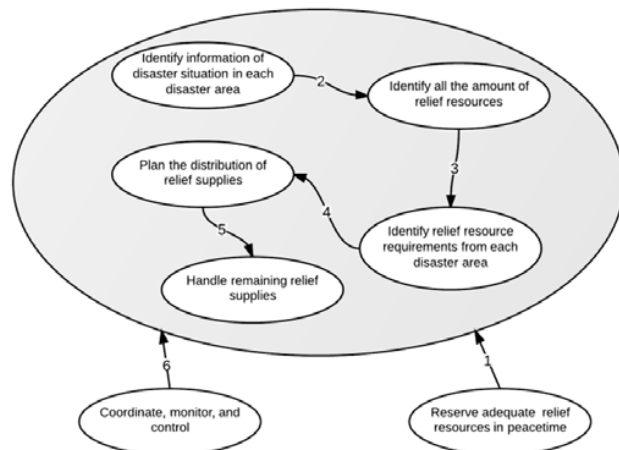 Identify information of
disaster situation in each
disaster area
2
Identify all the amount of
relief resources
3
Plan the distribution of
relief supplies
4
5
Identify relief resource
requirements from each
disaster area
Handle remaining relief
supplies
6
1
Coordinate, monitor, and
control
Reserve adequate relief
resources in peacetime